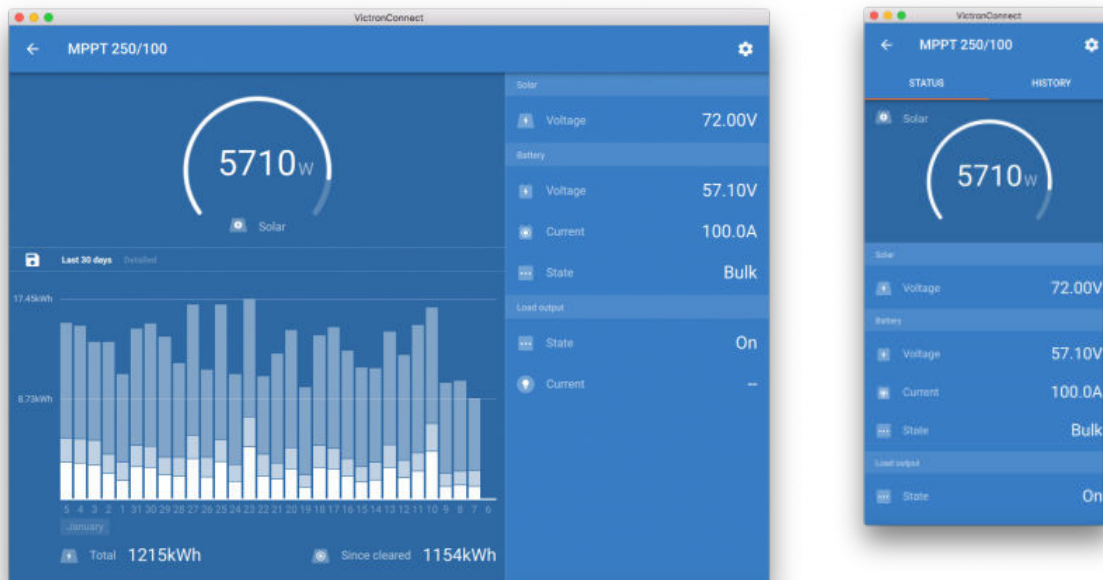 VictronConnect
MPPT 250/100
5710W
Solar
Last 30 days Detailed
17.45kWh
8.73kWh
5 4 3 2 1 31 30 29 28 27 26 25 24 23 22 21 20 19 18 17 16 15 14 13 12 11 10 9 8 7 6
January
Total 1215kWh Since cleared 1154kWh
Solar
Voltage 72.00V
Battery
Voltage 57.10V
Current 100.0A
State Bulk
Load output
State On
Current --
VictronConnect
MPPT 250/100
STATUS HISTORY
Solar
5710W
Solar
Voltage 72.00V
Battery
Voltage 57.10V
Current 100.0A
State Bulk
Load output
State On